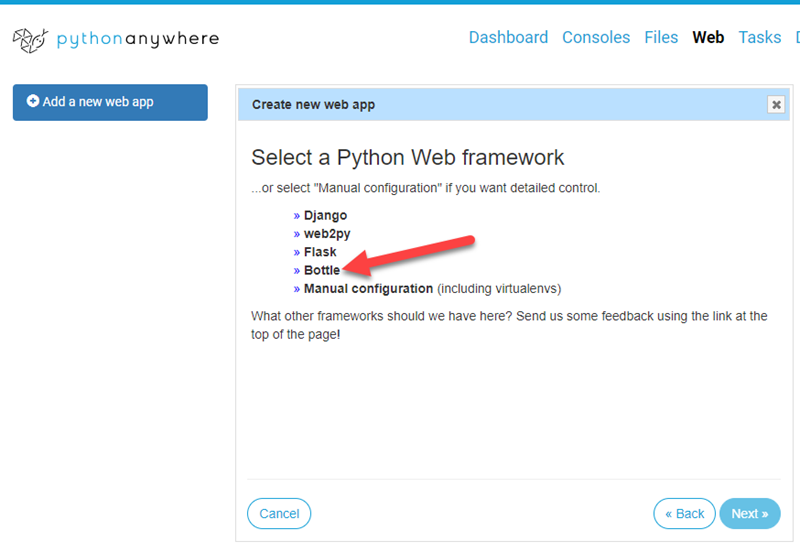 pythonanywhere
Dashboard Consoles Files Web Tasks
Add a new web app
Create new web app
Select a Python Web framework
...or select "Manual configuration" if you want detailed control.
» Django
» web2py
» Flask
» Bottle
» Manual configuration (including virtualenvs)
What other frameworks should we have here? Send us some feedback using the link at the
top of the page!
Cancel
« Back
Next »